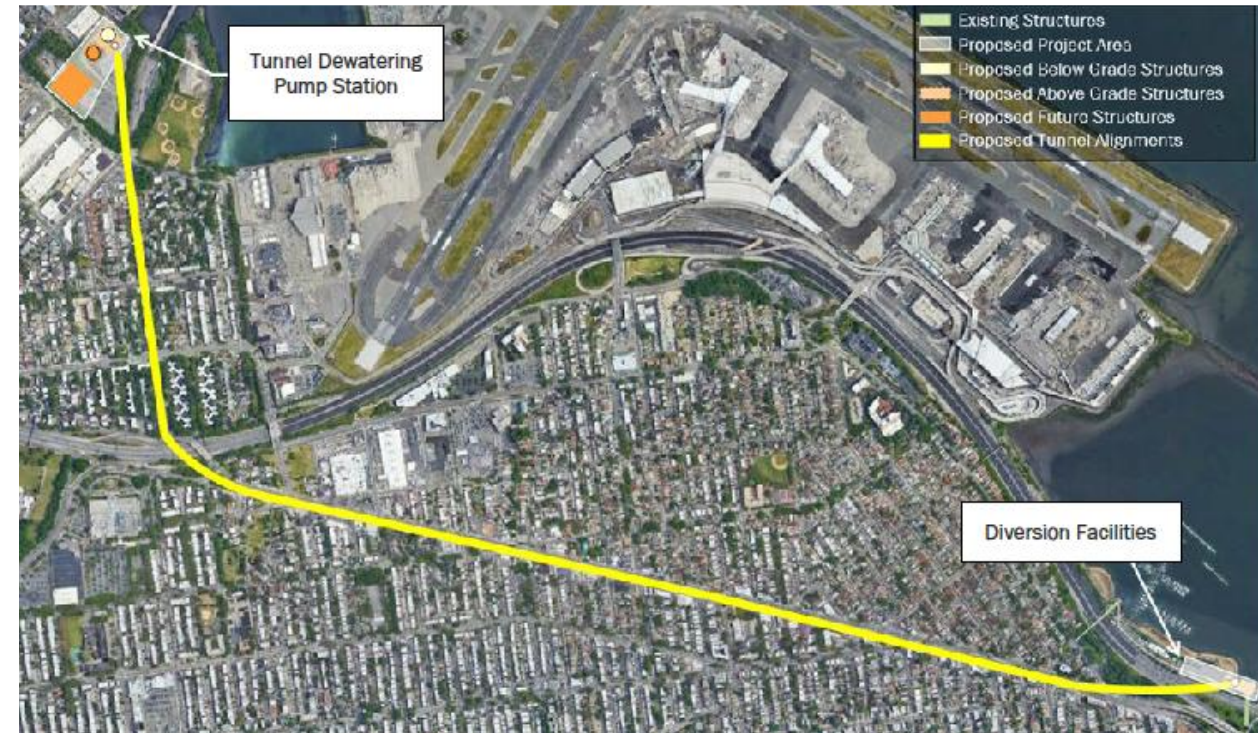 Tunnel Dewatering
Pump Station
Existing Structures
Proposed Project Area
Proposed Below Grade Structures
Proposed Above Grade Structures
Proposed Future Structures
Proposed Tunnel Alignments
Diversion Facilities